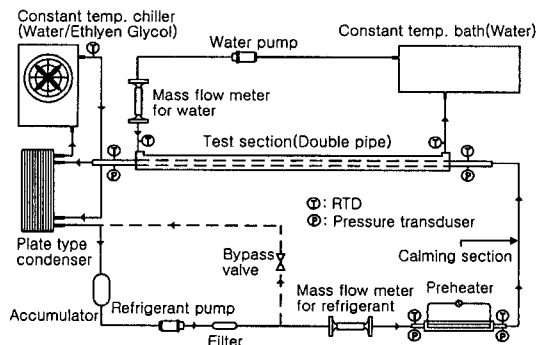 Constant temp. chiller
(Water/Ethlyen Glycol)
Constant temp. bath(Water)
Water pump
T
Mass flow meter
for water
T
T
Test section(Double pipe)
T
T
P
P
T : RTD
P : Pressure transduser
Plate type
condenser
Bypass
valve
Calming section
Accumulator
Refrigerant pump
Filter
Mass flow meter
for refrigerant
Preheater
T
T
P
P